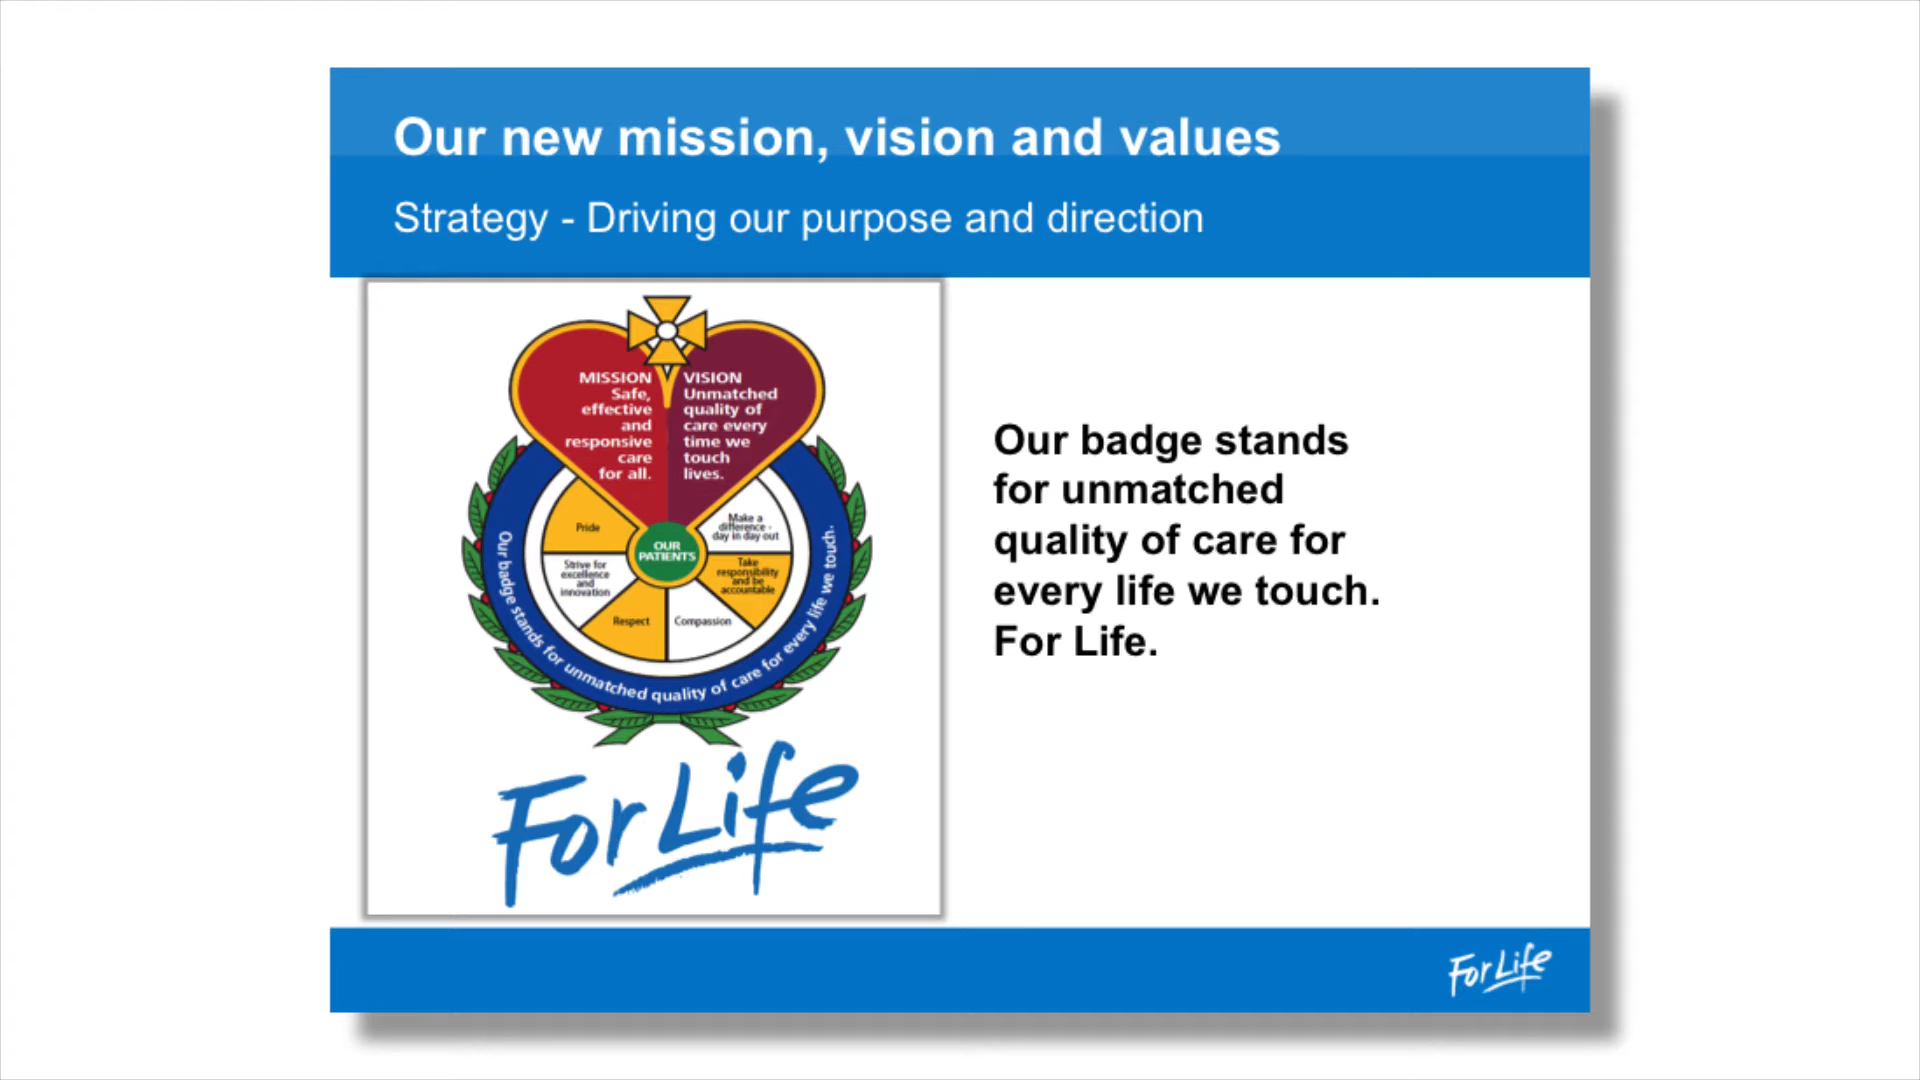 Our new mission, vision and values
Strategy - Driving our purpose and direction
MISSION
Safe,
effective
and
responsive
care
for all.
VISION
Unmatched
quality of
care every
time we
touch
lives.
Pride
Strive for
excellence
and
innovation
Respect
Compassion
Take
responsibility
and be
accountable
Make a
difference -
day in day out
OUR
PATIENTS
Our badge stands for unmatched quality of care for every life we touch.
For Life
Our badge stands
for unmatched
quality of care for
every life we touch.
For Life.
For Life